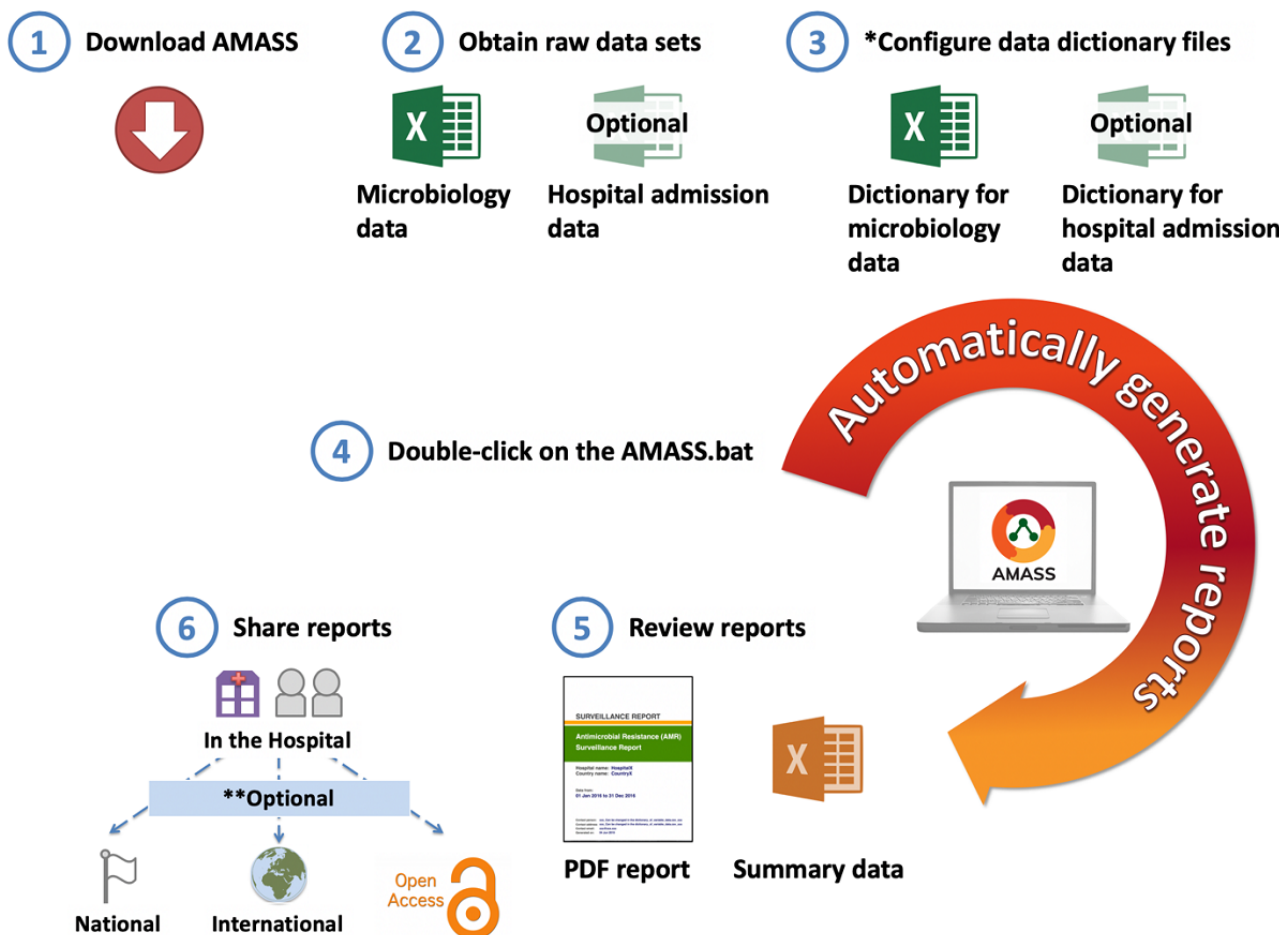 1 Download AMASS
2 Obtain raw data sets
3 *Configure data dictionary files
X
Optional
X
Optional
Microbiology
data
Hospital admission
data
Dictionary for
microbiology
data
Dictionary for
hospital admission
data
Automatically generate reports
4 Double-click on the AMASS.bat
AMASS
6 Share reports
5 Review reports
In the Hospital
**Optional
National
International
Open
Access
SURVEILLANCE REPORT
Antimicrobial Resistance (AMR)
Surveillance Report
Hospital name: HospitalX
Country name: CountryX
Data from:
01 Jan 2016 to 31 Dec 2016
X
PDF report
Summary data